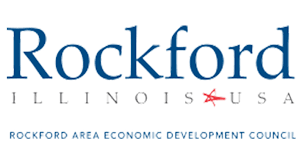 Rockford
ILLINOIS USA
ROCKFORD AREA ECONOMIC DEVELOPMENT COUNCIL